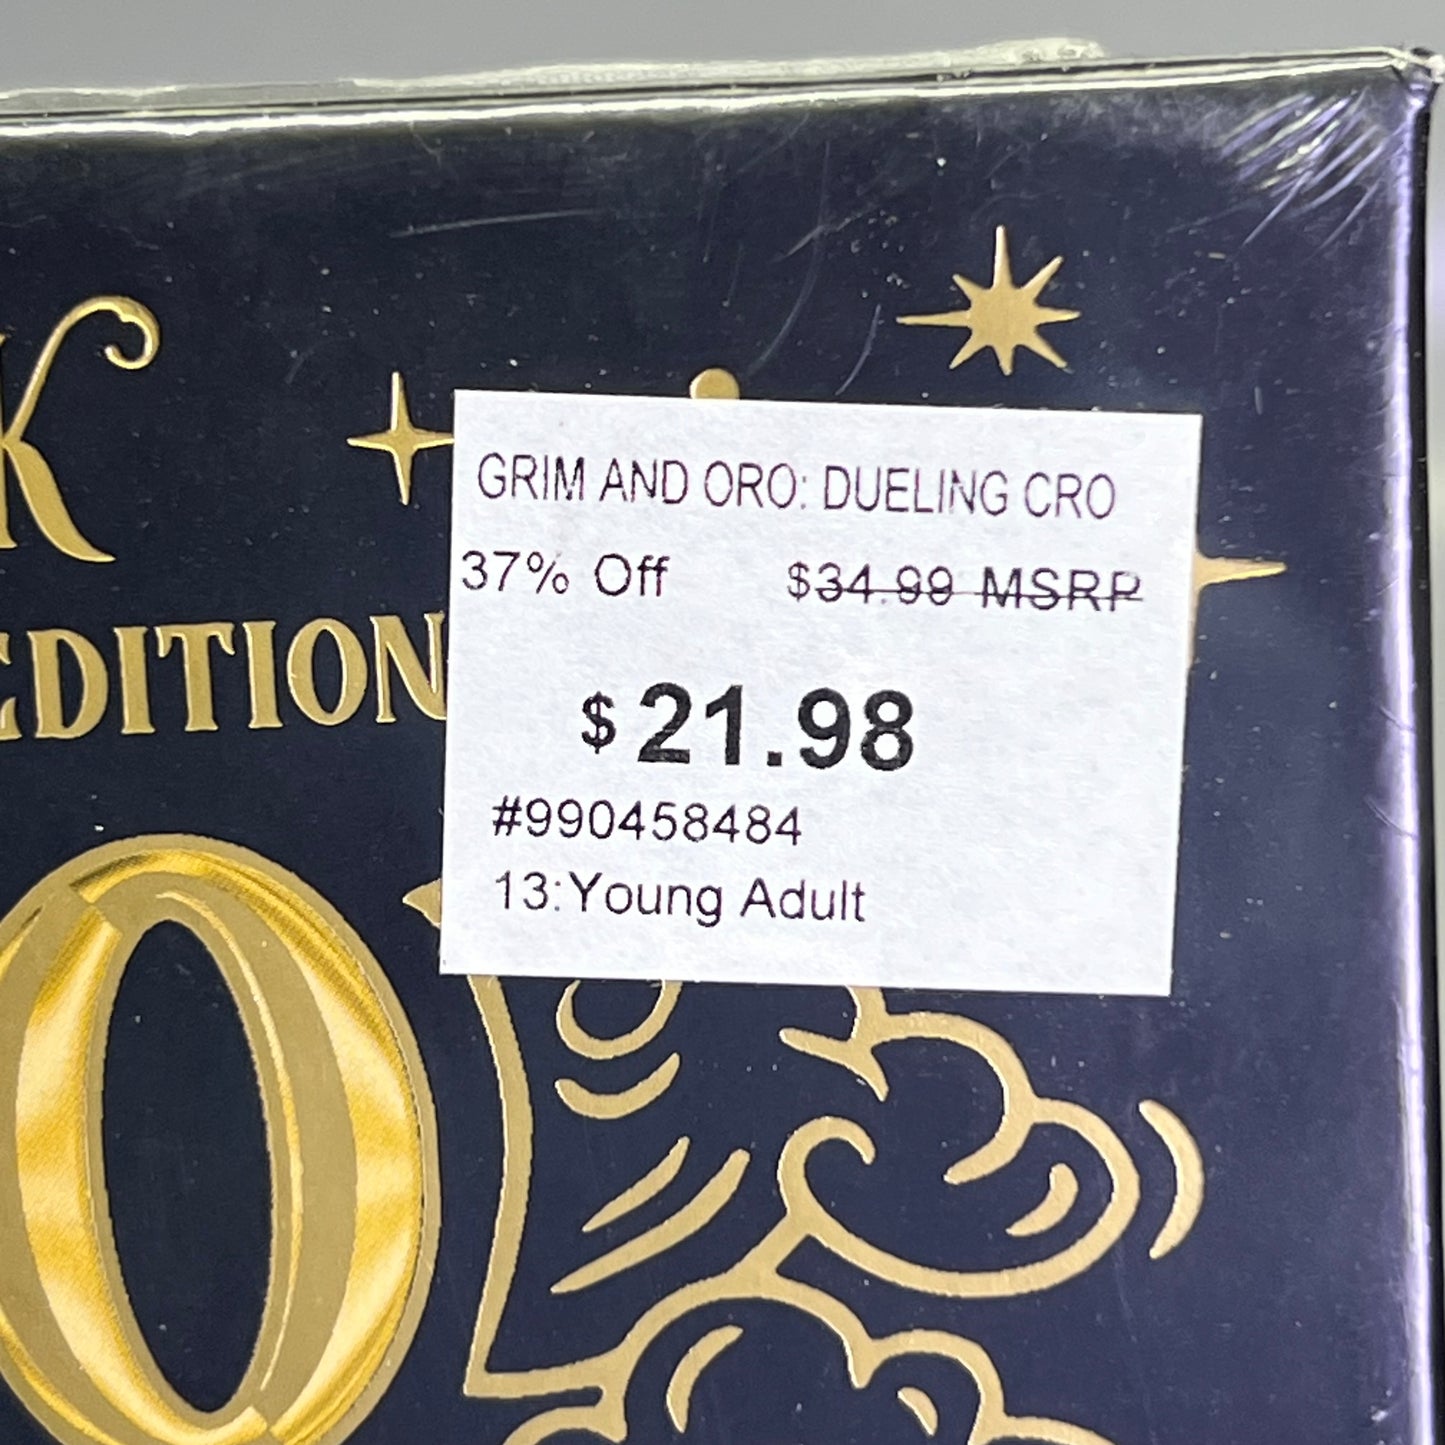 K
EDITION
GRIM AND ORO: DUELING CRO
37% Off $34.99 MSRP
$21.98
#990458484
13:Young Adult
O